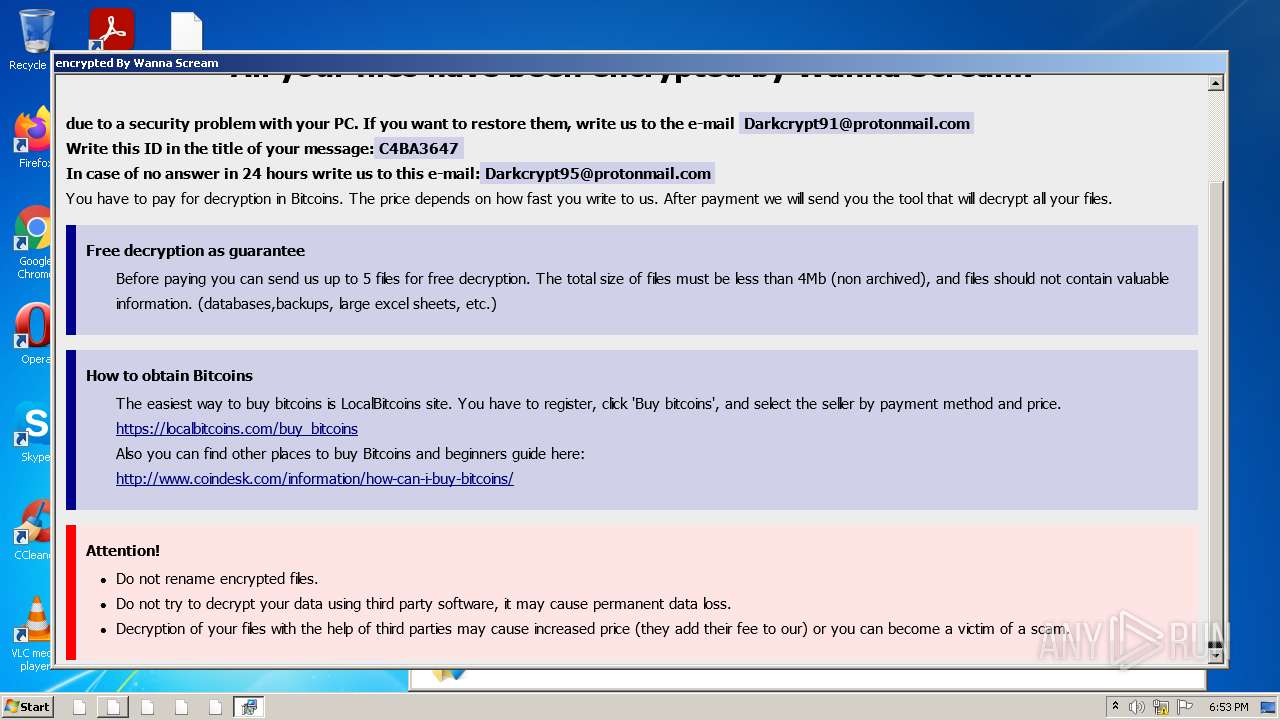 Recycle
encrypted By Wanna Scream
All your files have been encrypted by Wanna Scream!
due to a security problem with your PC. If you want to restore them, write us to the e-mail Darkcrypt91@protonmail.com
Write this ID in the title of your message: C4BA3647
In case of no answer in 24 hours write us to this e-mail: Darkcrypt95@protonmail.com
You have to pay for decryption in Bitcoins. The price depends on how fast you write to us. After payment we will send you the tool that will decrypt all your files.
Free decryption as guarantee
Before paying you can send us up to 5 files for free decryption. The total size of files must be less than 4Mb (non archived), and files should not contain valuable
information. (databases,backups, large excel sheets, etc.)
How to obtain Bitcoins
The easiest way to buy bitcoins is LocalBitcoins site. You have to register, click 'Buy bitcoins', and select the seller by payment method and price.
https://localbitcoins.com/buy_bitcoins
Also you can find other places to buy Bitcoins and beginners guide here:
http://www.coindesk.com/information/how-can-i-buy-bitcoins/
Attention!
Do not rename encrypted files.
Do not try to decrypt your data using third party software, it may cause permanent data loss.
Decryption of your files with the help of third parties may cause increased price (they add their fee to our) or you can become a victim of a scam.
Firefox
Google
Chrome
Opera
Skype
CCleane
VLC med
player
ANY RUN
Start
6:53 PM